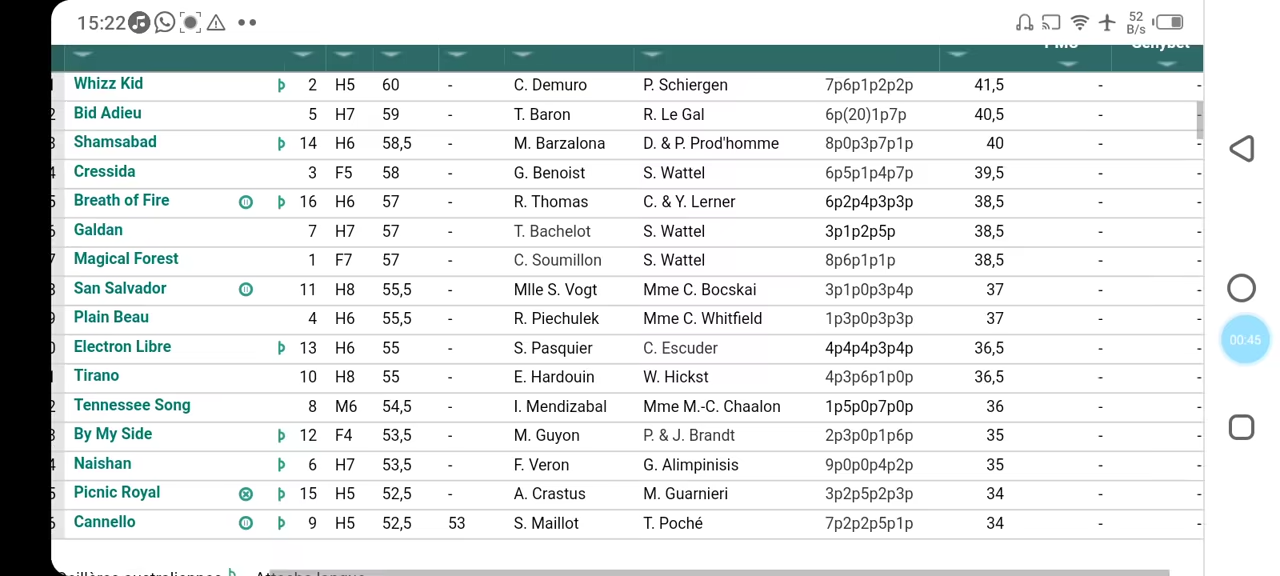 15:22 52 B/s
Whizz Kid 2 H5 60 - C. Demuro P. Schiergen 7p6p1p2p2p 41,5 - -
Bid Adieu 5 H7 59 - T. Baron R. Le Gal 6p(20)1p7p 40,5 - -
Shamsabad 14 H6 58,5 - M. Barzalona D. & P. Prod'homme 8p0p3p7p1p 40 - -
Cressida 3 F5 58 - G. Benoist S. Wattel 6p5p1p4p7p 39,5 - -
Breath of Fire 16 H6 57 - R. Thomas C. & Y. Lerner 6p2p4p3p3p 38,5 - -
Galdan 7 H7 57 - T. Bachelot S. Wattel 3p1p2p5p 38,5 - -
Magical Forest 1 F7 57 - C. Soumillon S. Wattel 8p6p1p1p 38,5 - -
San Salvador 11 H8 55,5 - Mlle S. Vogt Mme C. Bocskai 3p1p0p3p4p 37 - -
Plain Beau 4 H6 55,5 - R. Piechulek Mme C. Whitfield 1p3p0p3p3p 37 - -
Electron Libre 13 H6 55 - S. Pasquier C. Escuder 4p4p4p3p4p 36,5 - -
Tirano 10 H8 55 - E. Hardouin W. Hickst 4p3p6p1p0p 36,5 - -
Tennessee Song 8 M6 54,5 - I. Mendizabal Mme M.-C. Chaalon 1p5p0p7p0p 36 - -
By My Side 12 F4 53,5 - M. Guyon P. & J. Brandt 2p3p0p1p6p 35 - -
Naishan 6 H7 53,5 - F. Veron G. Alimpinisis 9p0p0p4p2p 35 - -
Picnic Royal 15 H5 52,5 - A. Crastus M. Guarnieri 3p2p5p2p3p 34 - -
Cannello 9 H5 52,5 53 S. Maillot T. Poché 7p2p2p5p1p 34 - -
00:45